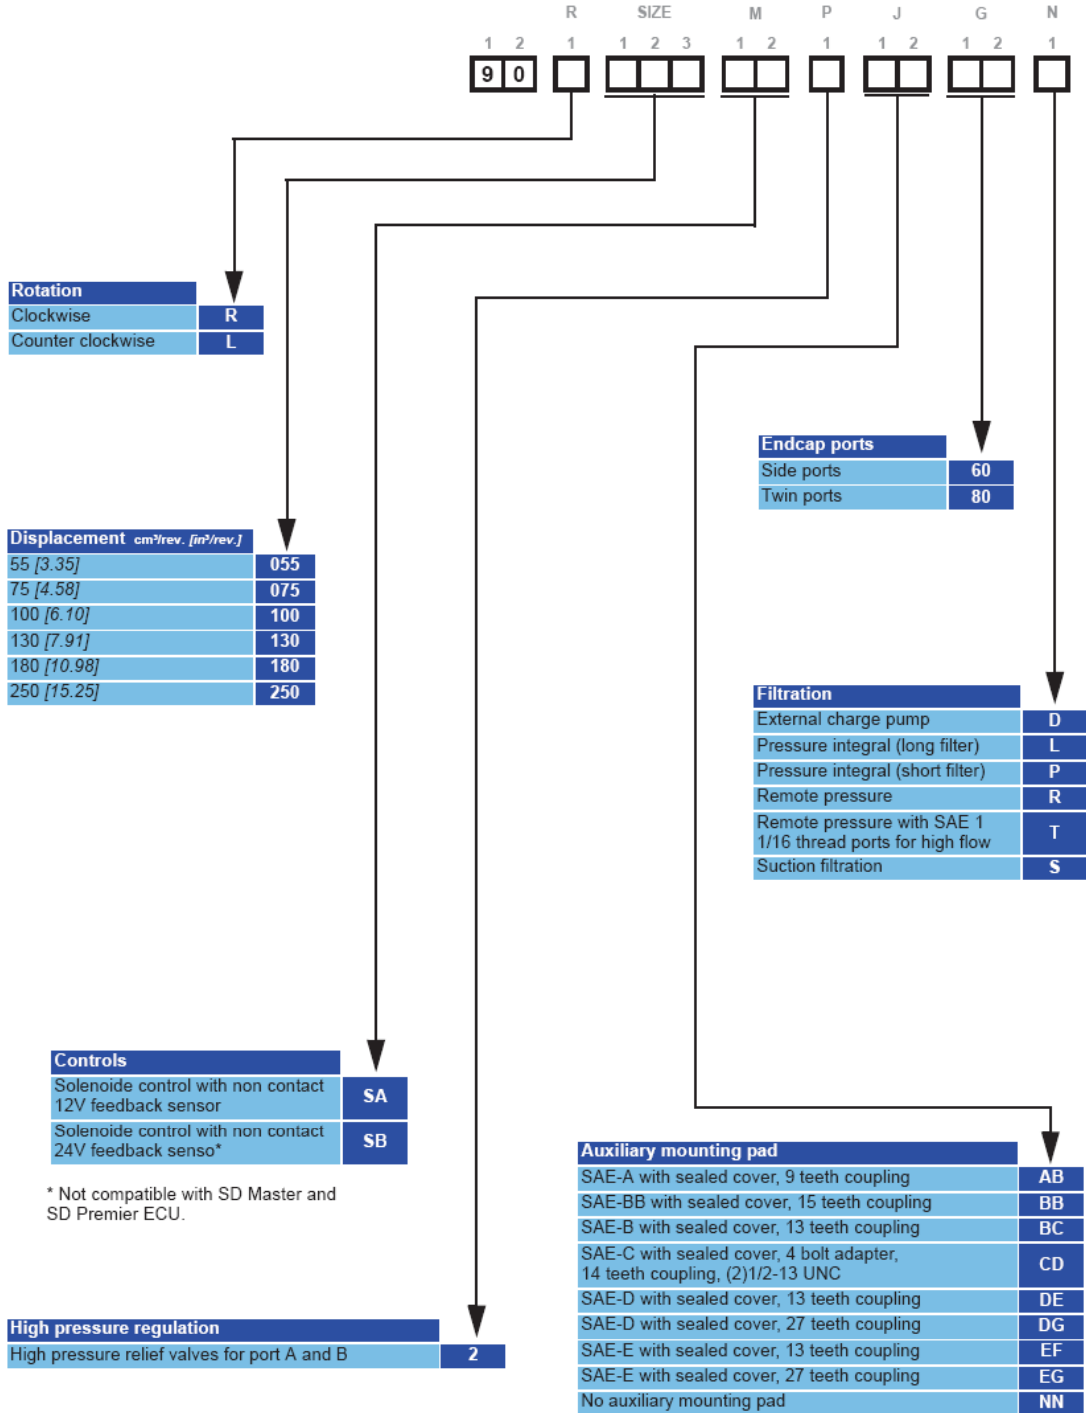 R SIZE M P J G N
1 2 1 1 2 3 1 2 1 1 2 1 2 1
9 0
Rotation
Clockwise R
Counter clockwise L
Endcap ports
Side ports 60
Twin ports 80
Displacement cm³/rev. [in³/rev.]
55 [3.35] 055
75 [4.58] 075
100 [6.10] 100
130 [7.91] 130
180 [10.98] 180
250 [15.25] 250
Filtration
External charge pump D
Pressure integral (long filter) L
Pressure integral (short filter) P
Remote pressure R
Remote pressure with SAE 1
1/16 thread ports for high flow T
Suction filtration S
Controls
Solenoide control with non contact
12V feedback sensor SA
Solenoide control with non contact
24V feedback senso* SB
* Not compatible with SD Master and
SD Premier ECU.
Auxiliary mounting pad
SAE-A with sealed cover, 9 teeth coupling AB
SAE-BB with sealed cover, 15 teeth coupling BB
SAE-B with sealed cover, 13 teeth coupling BC
SAE-C with sealed cover, 4 bolt adapter,
14 teeth coupling, (2)1/2-13 UNC CD
SAE-D with sealed cover, 13 teeth coupling DE
SAE-D with sealed cover, 27 teeth coupling DG
SAE-E with sealed cover, 13 teeth coupling EF
SAE-E with sealed cover, 27 teeth coupling EG
No auxiliary mounting pad NN
High pressure regulation
High pressure relief valves for port A and B 2